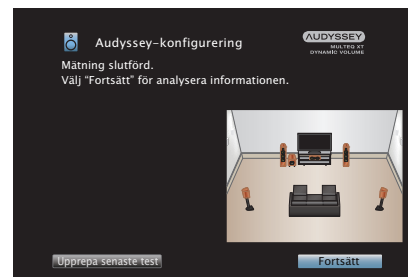 Audyssey-konfigurering
AUDYSSEY
MULTEQ XT
DYNAMIC VOLUME
Mätning slutförd.
Välj “Fortsätt” för analysera informationen.
Upprepa senaste test
Fortsätt